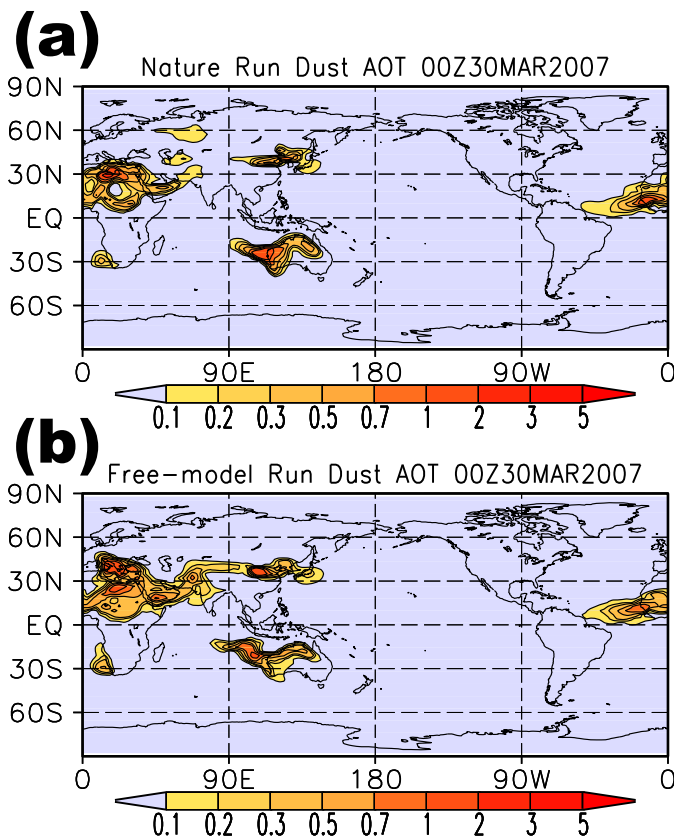 (a)
Nature Run Dust AOT 00Z30MAR2007
90N
60N
30N
EQ
30S
60S
0 90E 180 90W 0
0.1 0.2 0.3 0.5 0.7 1 2 3 5
(b)
Free-model Run Dust AOT 00Z30MAR2007
90N
60N
30N
EQ
30S
60S
0 90E 180 90W 0
0.1 0.2 0.3 0.5 0.7 1 2 3 5